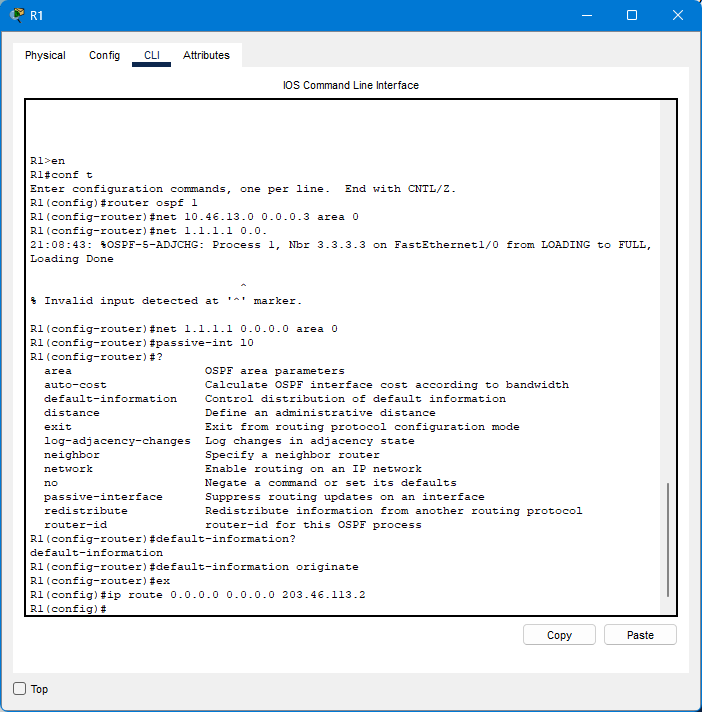 R1
Physical Config CLI Attributes
IOS Command Line Interface
R1>en
R1#conf t
Enter configuration commands, one per line.  End with CNTL/Z.
R1(config)#router ospf 1
R1(config-router)#net 10.46.13.0 0.0.0.3 area 0
R1(config-router)#net 1.1.1.1 0.0.
21:08:43: %OSPF-5-ADJCHG: Process 1, Nbr 3.3.3.3 on FastEthernet1/0 from LOADING to FULL,
Loading Done
^
% Invalid input detected at '^' marker.
R1(config-router)#net 1.1.1.1 0.0.0.0 area 0
R1(config-router)#passive-int l0
R1(config-router)#?
area                   OSPF area parameters
auto-cost              Calculate OSPF interface cost according to bandwidth
default-information    Control distribution of default information
distance               Define an administrative distance
exit                   Exit from routing protocol configuration mode
log-adjacency-changes  Log changes in adjacency state
neighbor               Specify a neighbor router
network                Enable routing on an IP network
no                     Negate a command or set its defaults
passive-interface      Suppress routing updates on an interface
redistribute           Redistribute information from another routing protocol
router-id              router-id for this OSPF process
R1(config-router)#default-information?
default-information
R1(config-router)#default-information originate
R1(config-router)#ex
R1(config)#ip route 0.0.0.0 0.0.0.0 203.46.113.2
R1(config)#
Copy Paste
Top